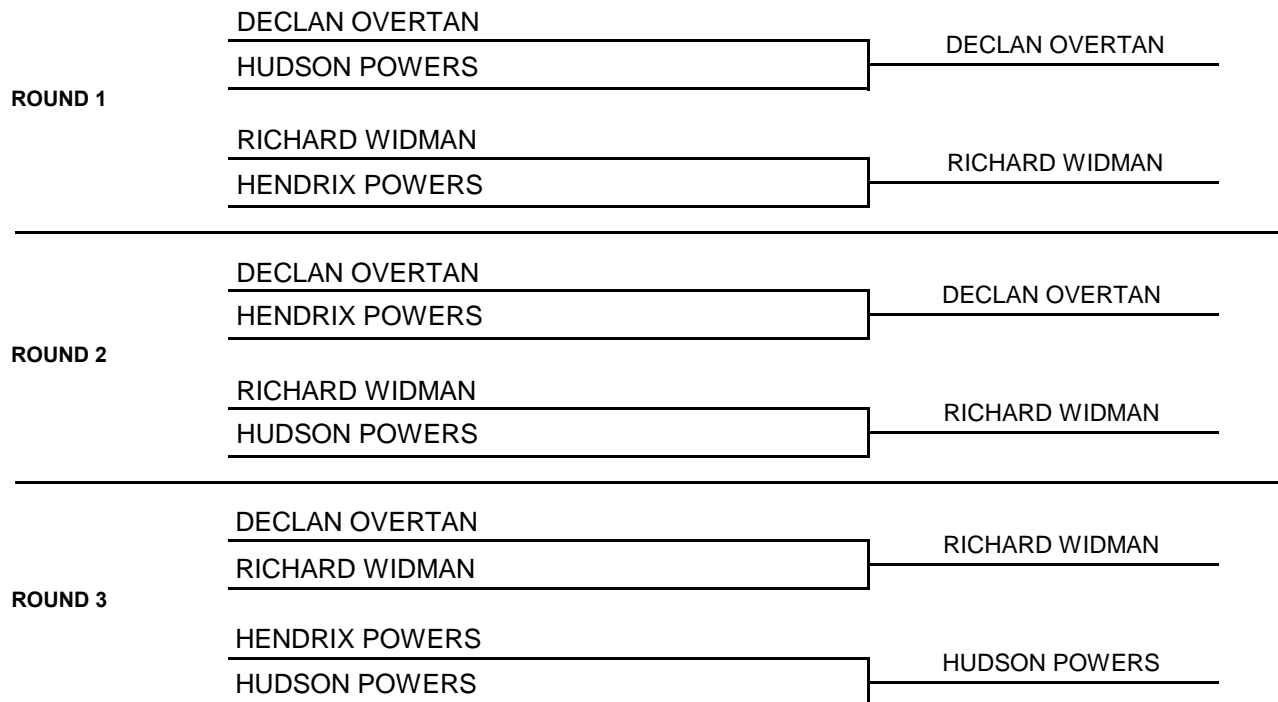 DECLAN OVERTAN
DECLAN OVERTAN
HUDSON POWERS
ROUND 1
RICHARD WIDMAN
RICHARD WIDMAN
HENDRIX POWERS
DECLAN OVERTAN
DECLAN OVERTAN
HENDRIX POWERS
ROUND 2
RICHARD WIDMAN
RICHARD WIDMAN
HUDSON POWERS
DECLAN OVERTAN
RICHARD WIDMAN
RICHARD WIDMAN
ROUND 3
HENDRIX POWERS
HUDSON POWERS
HUDSON POWERS